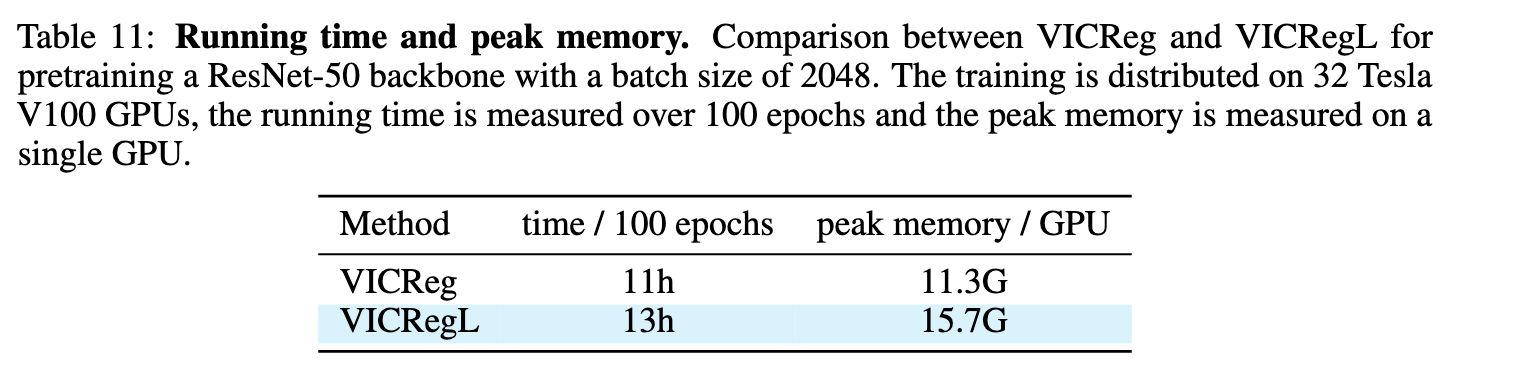 Table 11: Running time and peak memory. Comparison between VICReg and VICRegL for
pretraining a ResNet-50 backbone with a batch size of 2048. The training is distributed on 32 Tesla
V100 GPUs, the running time is measured over 100 epochs and the peak memory is measured on a
single GPU.
Method time / 100 epochs peak memory / GPU
VICReg 11h 11.3G
VICRegL 13h 15.7G